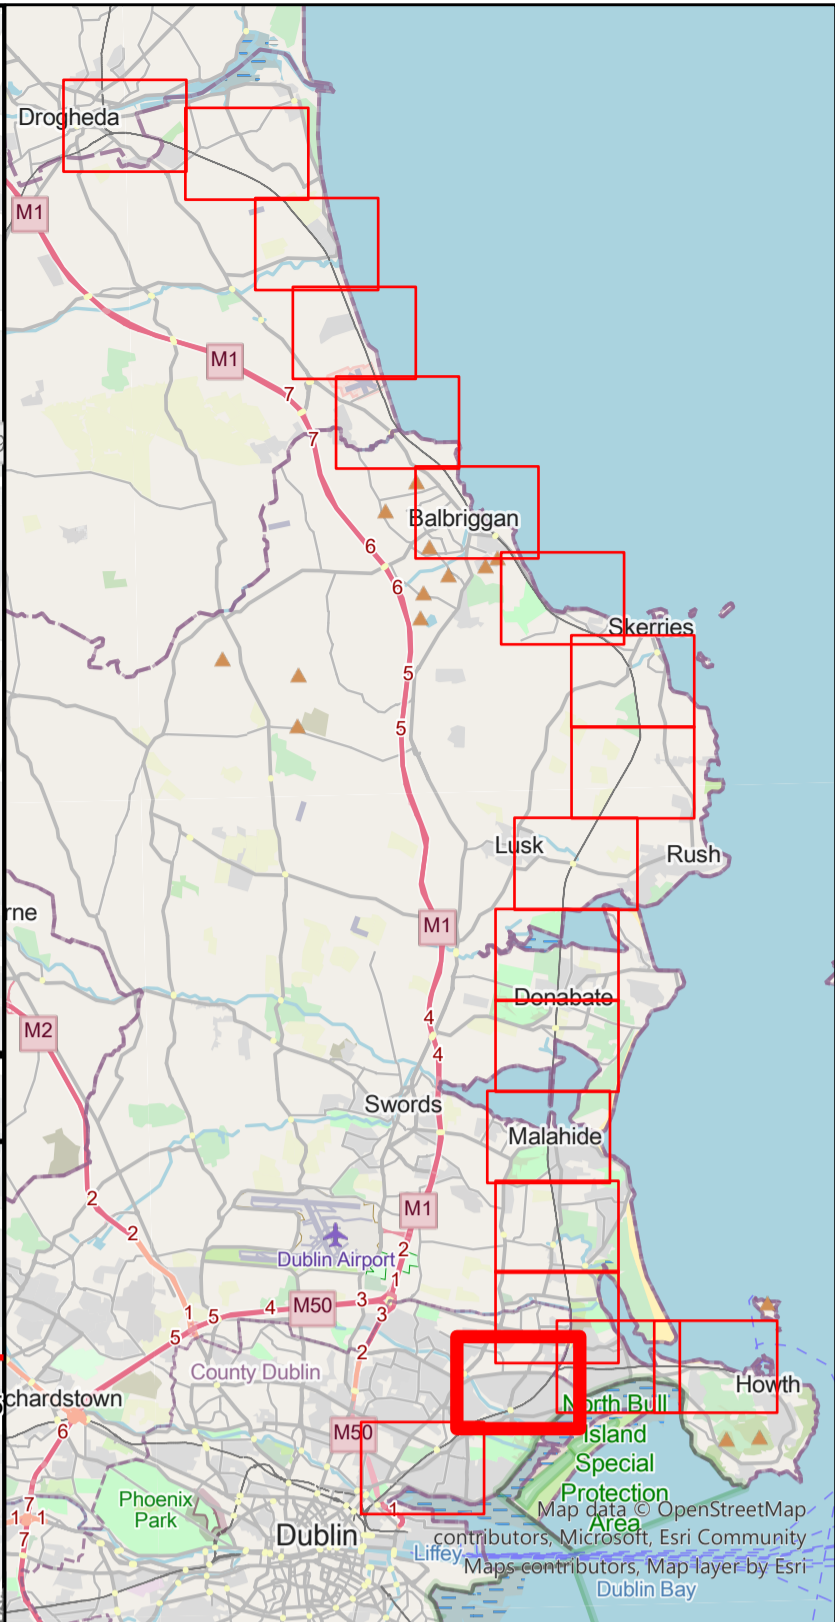 Drogheda
M1
M1
7
7
Balbriggan
6
6
Skerries
5
5
Lusk
Rush
rne
M1
Donabate
M2
4
4
Swords
Malahide
2
M1
2
Dublin Airport
2
1
M50
3
1
5
4
3
5
2
County Dublin
Howth
chardstown
North Bull
Island
Special
Protection
Area
6
M50
Phoenix
Park
7
1
1
7
1
Map data © OpenStreetMap
contributors, Microsoft, Esri Community
Maps contributors, Map layer by Esri
Dublin
Liffey
Dublin Bay